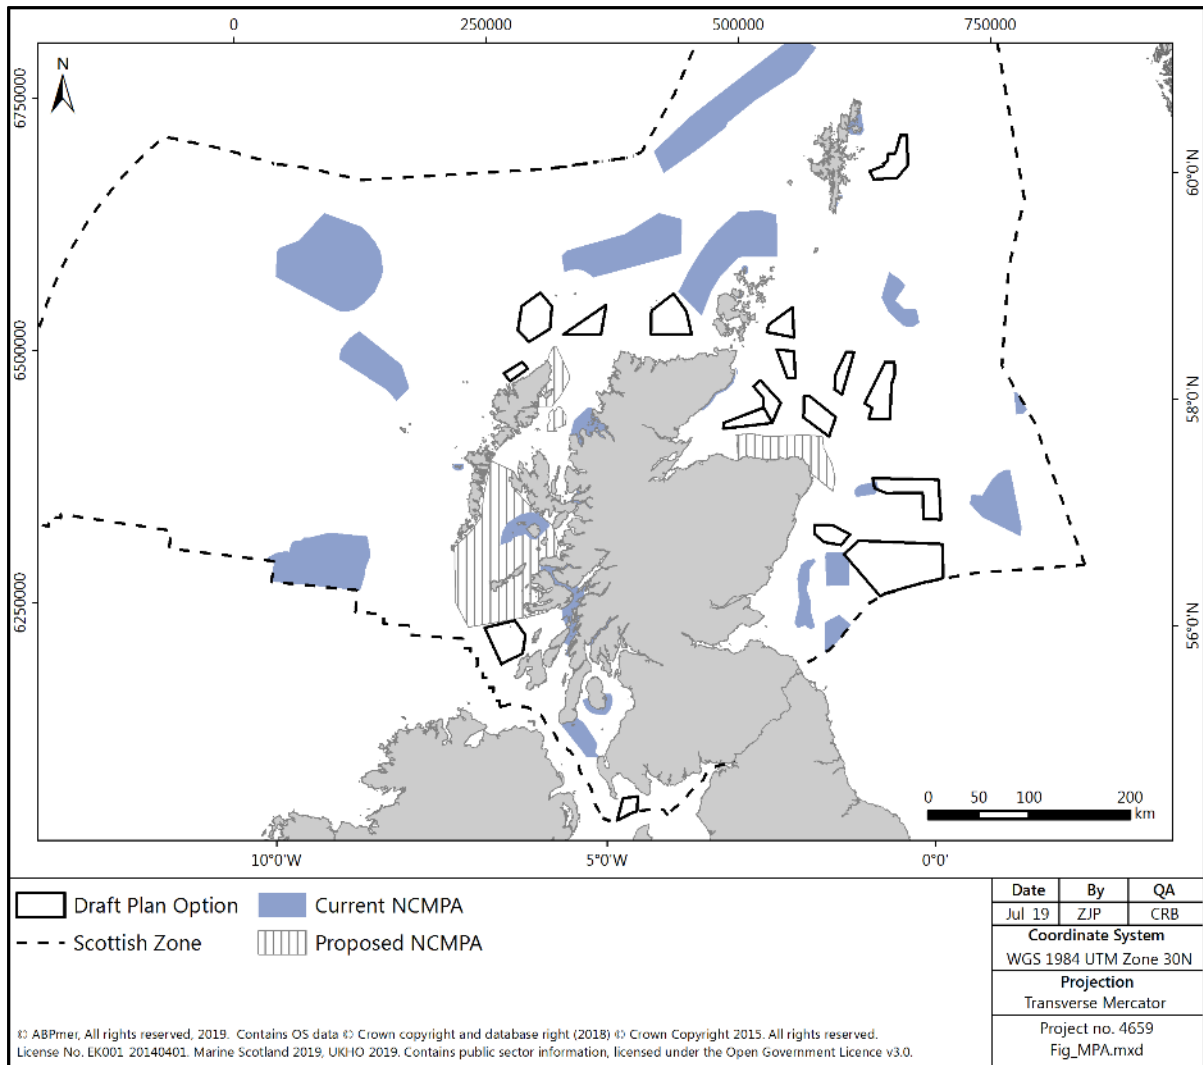 0 250000 500000 750000
N
6750000
6500000
6250000
60°0'N
58°0'N
56°0'N
0 50 100 200
km
10°0'W 5°0'W 0°0'
Draft Plan Option Current NCMPA
Scottish Zone Proposed NCMPA
Date By QA
Jul 19 ZJP CRB
Coordinate System
WGS 1984 UTM Zone 30N
Projection
Transverse Mercator
Project no. 4659
Fig_MPA.mxd
© ABPmer, All rights reserved, 2019. Contains OS data © Crown copyright and database right (2018) © Crown Copyright 2015. All rights reserved.
License No. EK001_20140401. Marine Scotland 2019, UKHO 2019. Contains public sector information, licensed under the Open Government Licence v3.0.